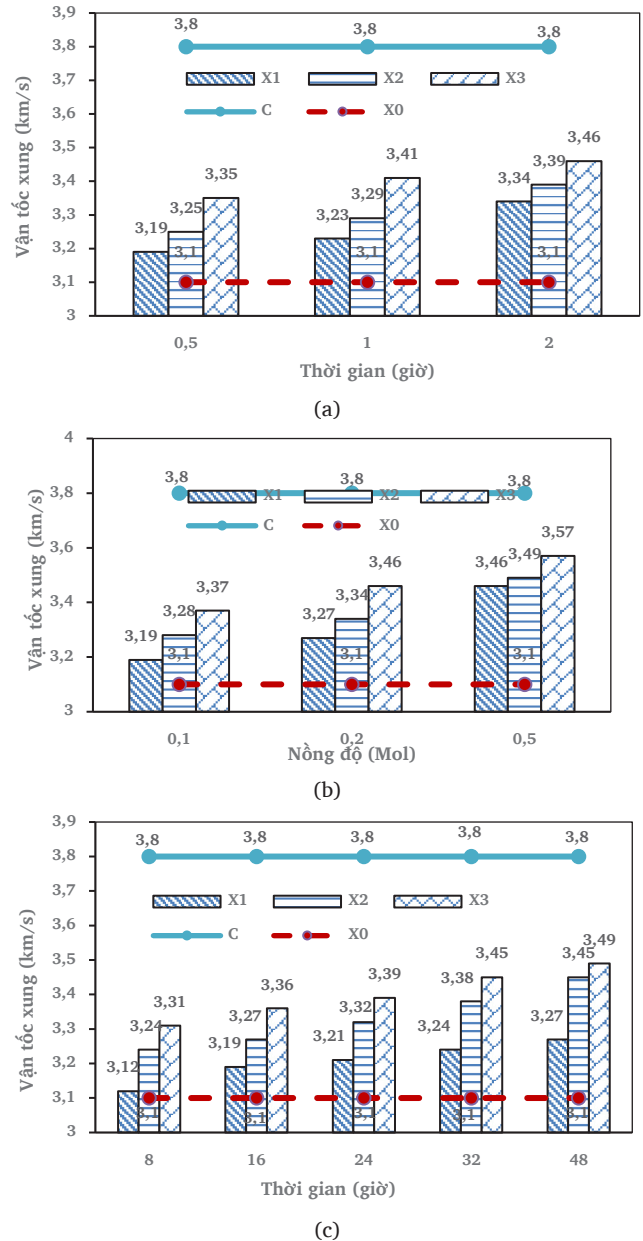 3,9
3,8
3,7
3,6
3,5
3,4
3,3
3,2
3,1
3
Vận tốc xung (km/s)
3,8 3,8 3,8
X1 X2 X3
C X0
3,19 3,25 3,35 3,23 3,29 3,41 3,34 3,39 3,46
3,1 3,1 3,1
0,5 1 2
Thời gian (giờ)
(a)
4
3,8
3,6
3,4
3,2
3
Vận tốc xung (km/s)
3,8 3,8 3,8
X1 X2 X3
C X0
3,19 3,28 3,37 3,27 3,34 3,46 3,46 3,49 3,57
3,1 3,1 3,1
0,1 0,2 0,5
Nồng độ (Mol)
(b)
3,9
3,8
3,7
3,6
3,5
3,4
3,3
3,2
3,1
3
Vận tốc xung (km/s)
3,8 3,8 3,8 3,8 3,8
X1 X2 X3
C X0
3,12 3,24 3,31 3,19 3,27 3,36 3,21 3,32 3,39 3,24 3,38 3,45 3,27 3,45 3,49
3,1 3,1 3,1 3,1 3,1
8 16 24 32 48
Thời gian (giờ)
(c)